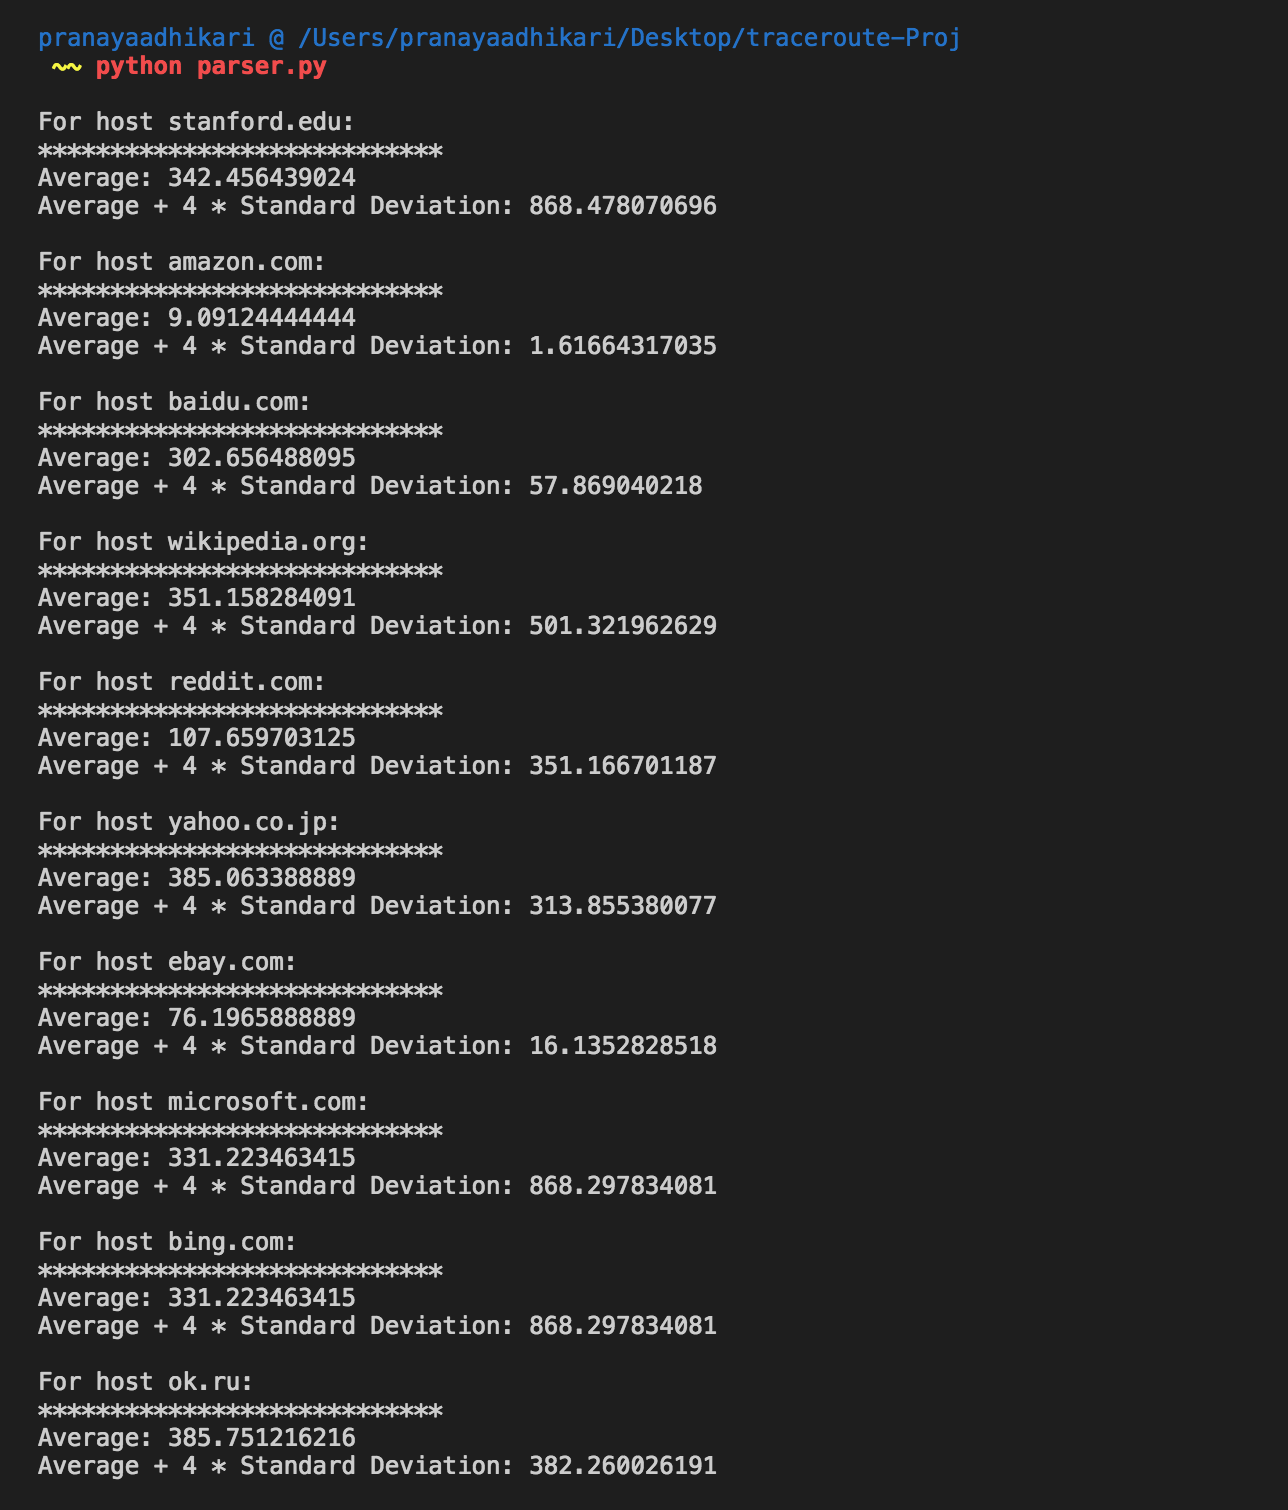 pranayaadhikari @ /Users/pranayaadhikari/Desktop/traceroute-Proj
~~ python parser.py
For host stanford.edu:
****************************
Average: 342.456439024
Average + 4 * Standard Deviation: 868.478070696
For host amazon.com:
****************************
Average: 9.09124444444
Average + 4 * Standard Deviation: 1.61664317035
For host baidu.com:
****************************
Average: 302.656488095
Average + 4 * Standard Deviation: 57.869040218
For host wikipedia.org:
****************************
Average: 351.158284091
Average + 4 * Standard Deviation: 501.321962629
For host reddit.com:
****************************
Average: 107.659703125
Average + 4 * Standard Deviation: 351.166701187
For host yahoo.co.jp:
****************************
Average: 385.063388889
Average + 4 * Standard Deviation: 313.855380077
For host ebay.com:
****************************
Average: 76.1965888889
Average + 4 * Standard Deviation: 16.1352828518
For host microsoft.com:
****************************
Average: 331.223463415
Average + 4 * Standard Deviation: 868.297834081
For host bing.com:
****************************
Average: 331.223463415
Average + 4 * Standard Deviation: 868.297834081
For host ok.ru:
****************************
Average: 385.751216216
Average + 4 * Standard Deviation: 382.260026191